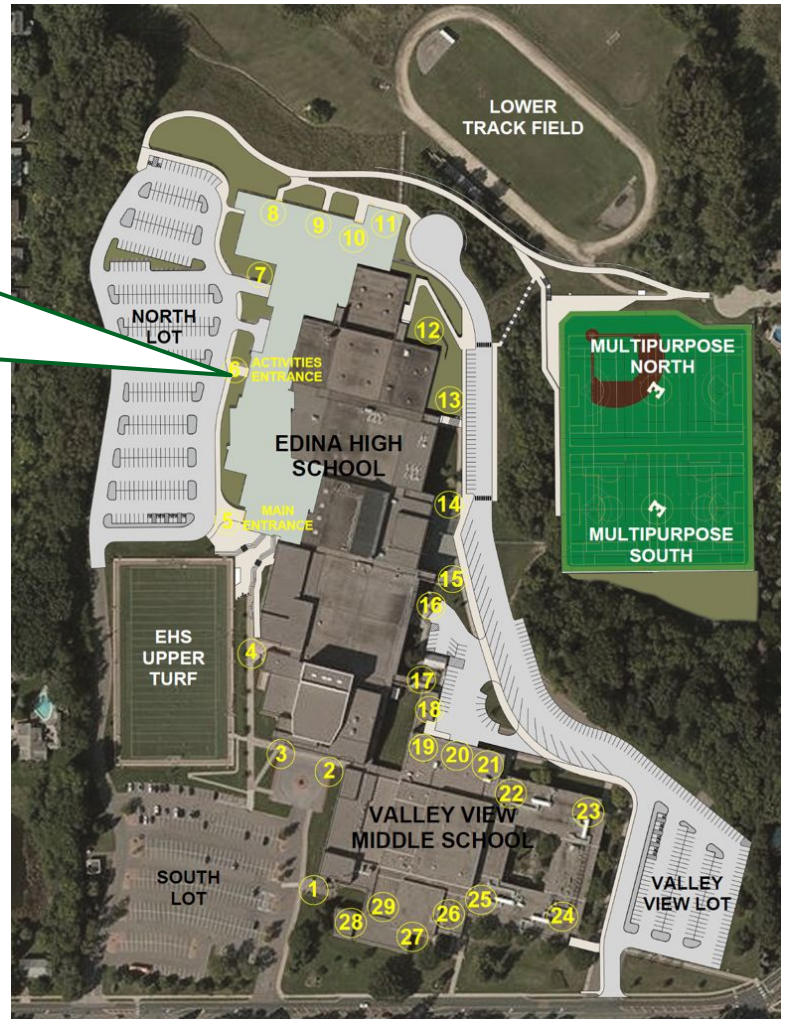 LOWER
TRACK FIELD
8
9
10
11
7
NORTH
LOT
12
MULTIPURPOSE
NORTH
E
6
ACTIVITIES
ENTRANCE
13
EDINA HIGH
SCHOOL
14
5
MAIN
ENTRANCE
E
MULTIPURPOSE
SOUTH
15
16
EHS
UPPER
TURF
4
17
18
3
2
19
20
21
22
23
VALLEY VIEW
MIDDLE SCHOOL
SOUTH
LOT
1
VALLEY
VIEW LOT
25
24
29
26
28
27